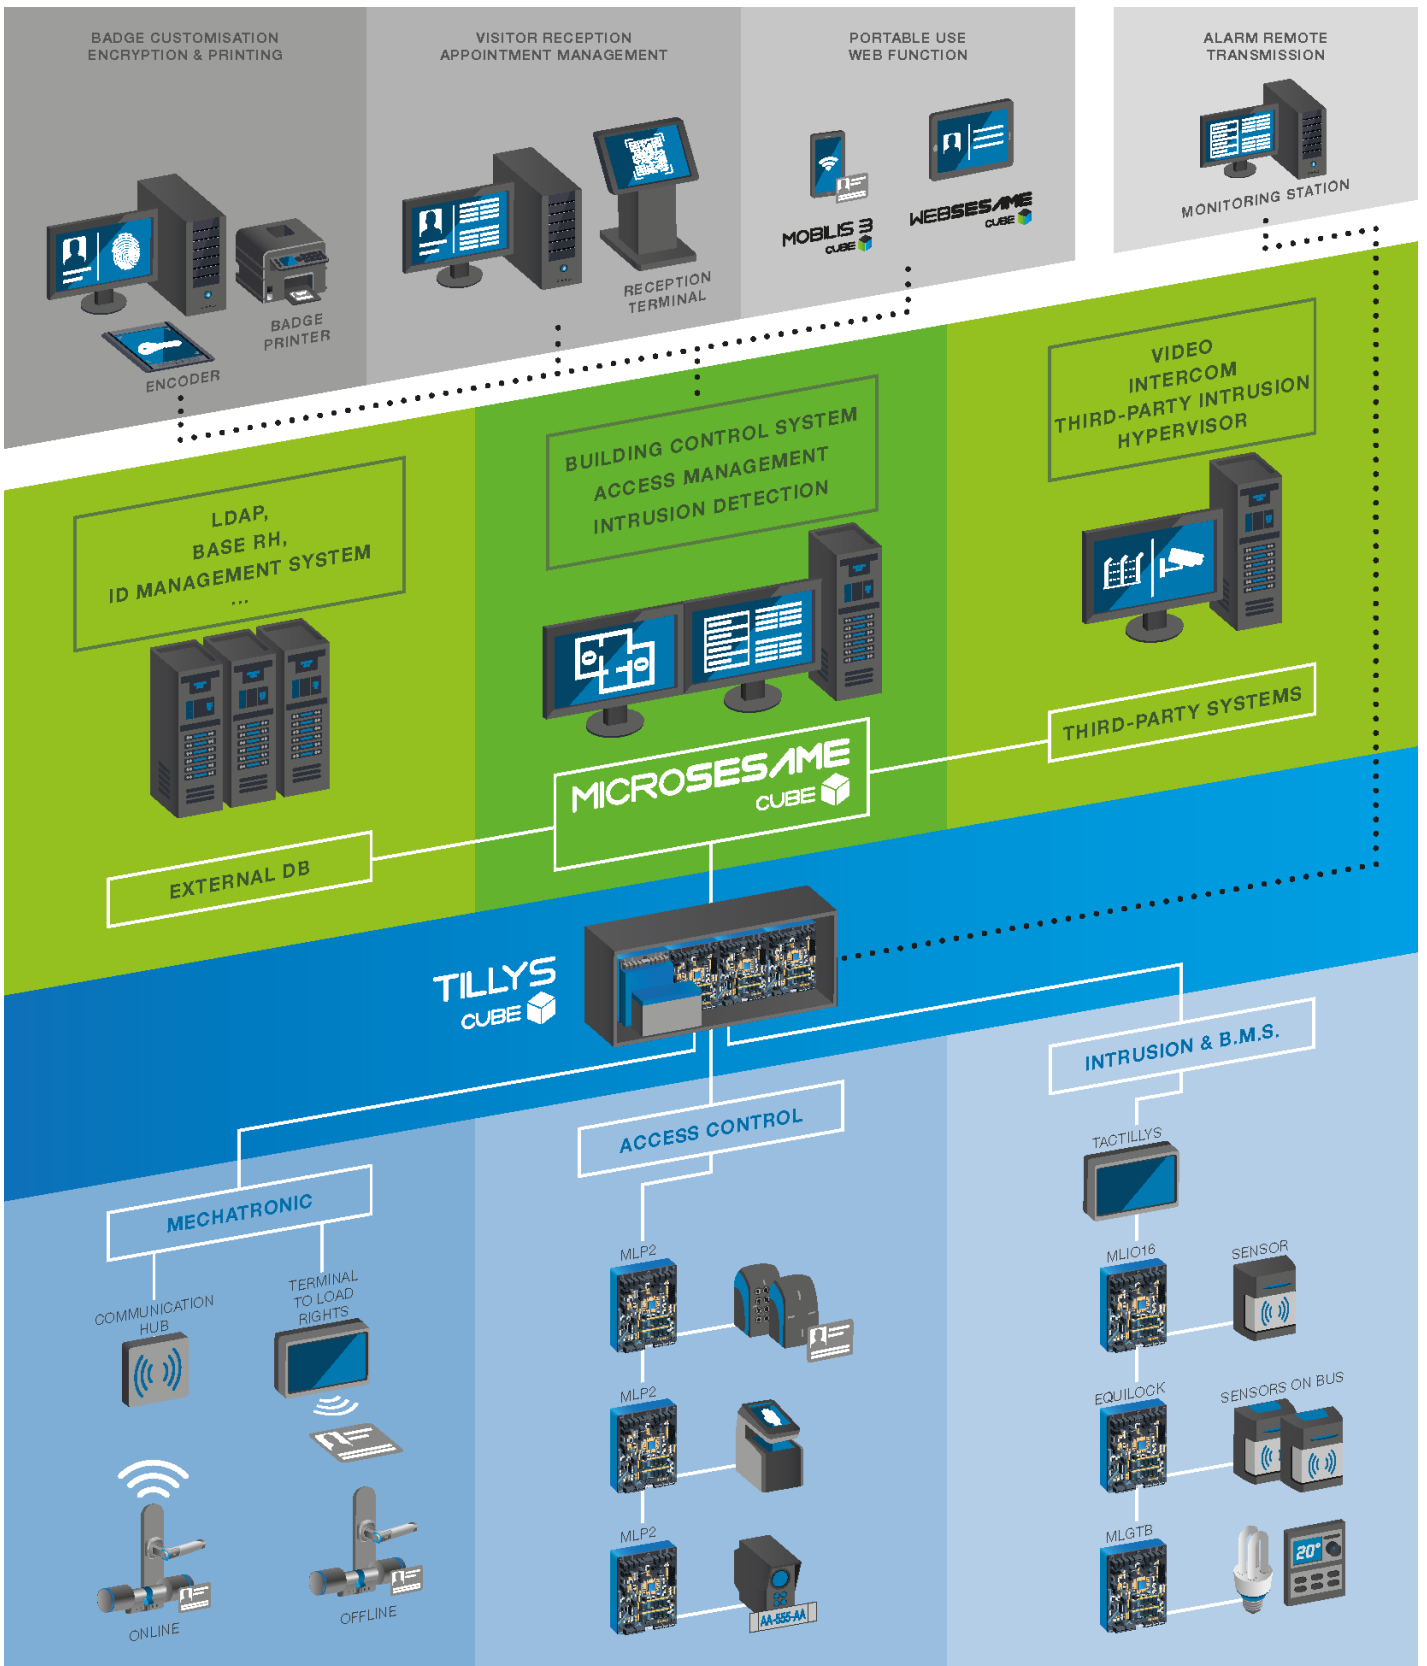 BADGE CUSTOMISATION
ENCRYPTION & PRINTING
VISITOR RECEPTION
APPOINTMENT MANAGEMENT
PORTABLE USE
WEB FUNCTION
ALARM REMOTE
TRANSMISSION
MONITORING STATION
MOBILIS 3
CUBE
WEBSESAME
CUBE
RECEPTION
TERMINAL
BADGE
PRINTER
ENCODER
VIDEO
INTERCOM
THIRD-PARTY INTRUSION
HYPERVISOR
BUILDING CONTROL SYSTEM
ACCESS MANAGEMENT
INTRUSION DETECTION
LDAP,
BASE RH,
ID MANAGEMENT SYSTEM
...
THIRD-PARTY SYSTEMS
MICROSESAME
CUBE
EXTERNAL DB
TILLYS
CUBE
INTRUSION & B.M.S.
ACCESS CONTROL
MECHATRONIC
TACTILLYS
MLP2
MLIO16
SENSOR
COMMUNICATION
HUB
TERMINAL
TO LOAD
RIGHTS
MLP2
EQUILOCK
SENSORS ON BUS
MLP2
MLGTB
20°
AA-555-AA
ONLINE
OFFLINE